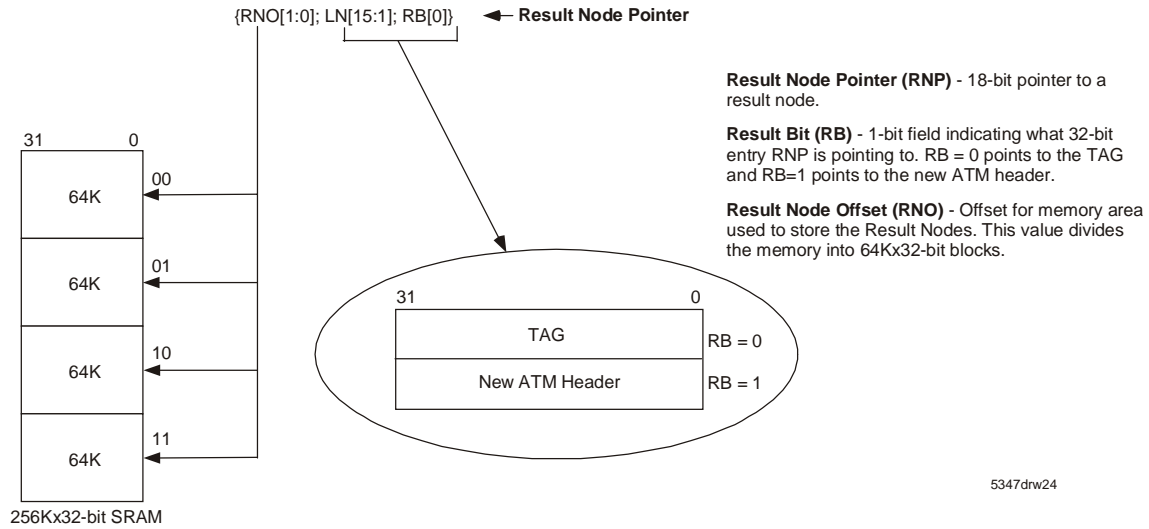 {RNO[1:0]; LN[15:1]; RB[0]} Result Node Pointer
Result Node Pointer (RNP) - 18-bit pointer to a
result node.
Result Bit (RB) - 1-bit field indicating what 32-bit
entry RNP is pointing to. RB = 0 points to the TAG
and RB=1 points to the new ATM header.
Result Node Offset (RNO) - Offset for memory area
used to store the Result Nodes. This value divides
the memory into 64Kx32-bit blocks.
31 0
64K 00
64K 01
64K 10
64K 11
256Kx32-bit SRAM
31 0
TAG RB = 0
New ATM Header RB = 1
5347drw24